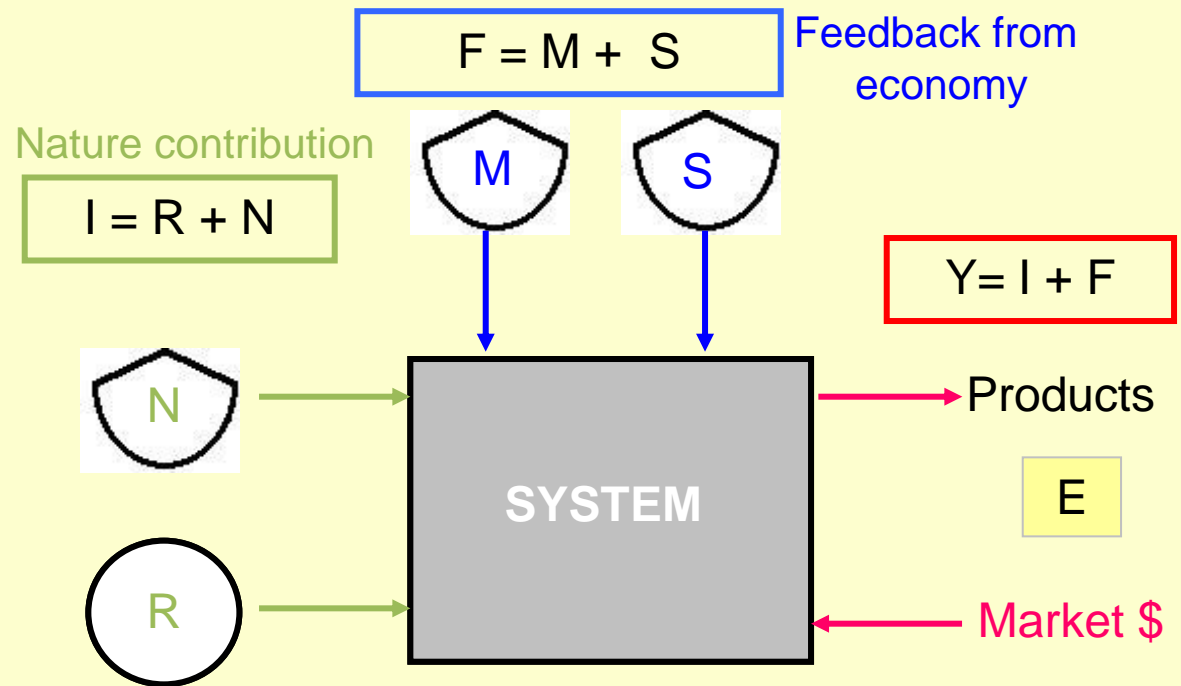 F = M + S
Feedback from
economy
Nature contribution
I = R + N
M
S
Y= I + F
N
Products
SYSTEM
E
R
Market $